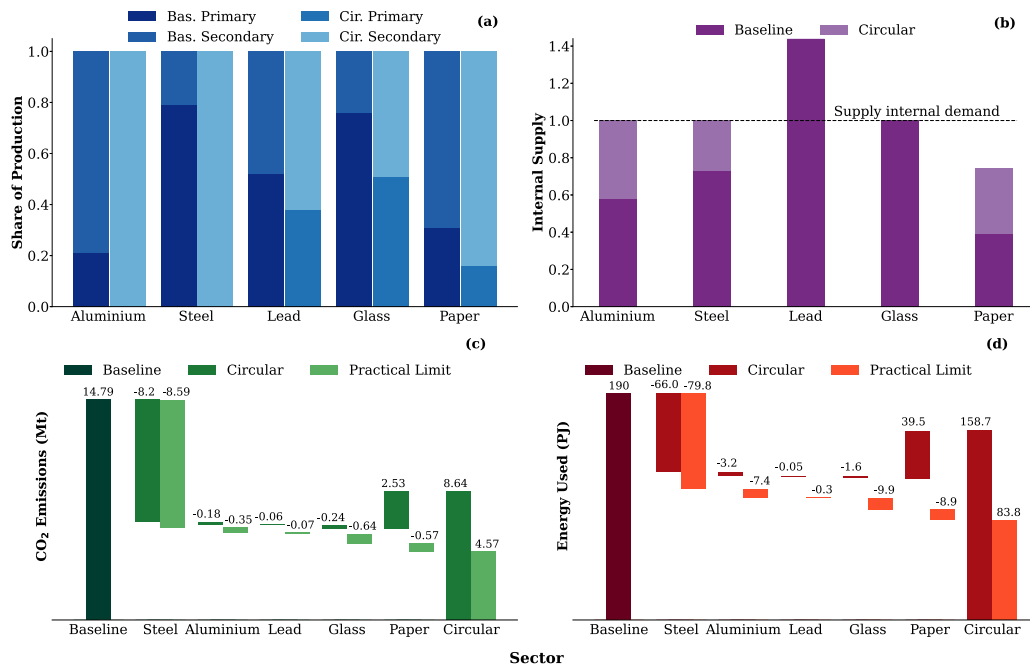 Bas. Primary
Cir. Primary
Bas. Secondary
Cir. Secondary
(a)
Share of Production
1.0
0.8
0.6
0.4
0.2
0.0
Aluminium Steel Lead Glass Paper
(b)
Baseline Circular
Internal Supply
1.4
1.2
1.0
0.8
0.6
0.4
0.2
0.0
Supply internal demand
Aluminium Steel Lead Glass Paper
(c)
Baseline Circular Practical Limit
CO2 Emissions (Mt)
14.79
-8.2
-8.59
-0.18
-0.35
-0.06
-0.07
-0.24
-0.64
2.53
-0.57
8.64
4.57
Baseline Steel Aluminium Lead Glass Paper Circular
(d)
Baseline Circular Practical Limit
Energy Used (PJ)
190
-66.0
-79.8
-3.2
-7.4
-0.05
-0.3
-1.6
-9.9
39.5
-8.9
158.7
83.8
Baseline Steel Aluminium Lead Glass Paper Circular
Sector